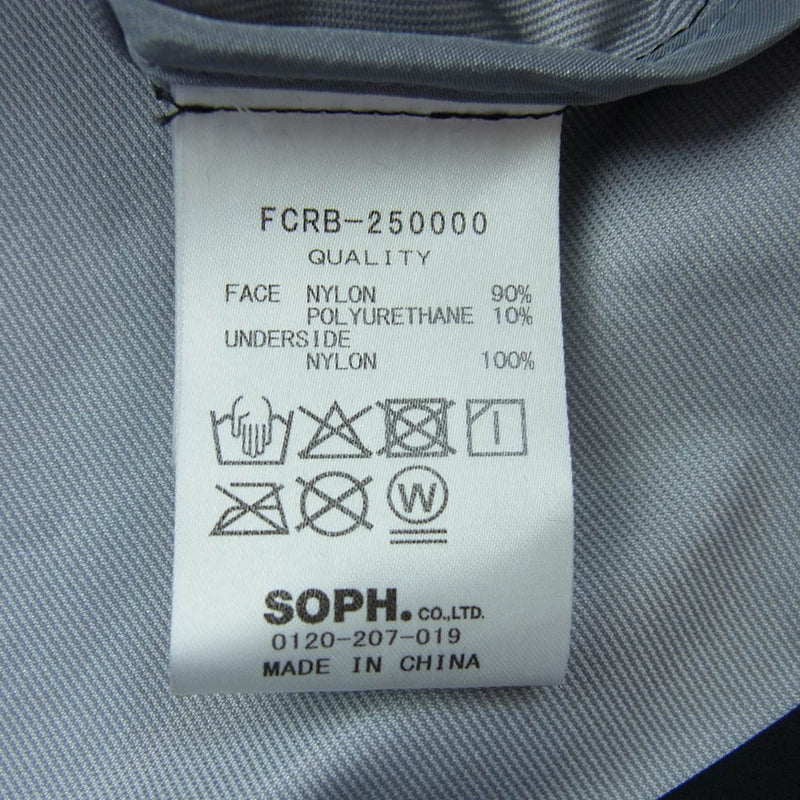 FCRB-250000
QUALITY
FACE NYLON 90%
POLYURETHANE 10%
UNDERSIDE
NYLON 100%
W
SOPH. CO.,LTD.
0120-207-019
MADE IN CHINA